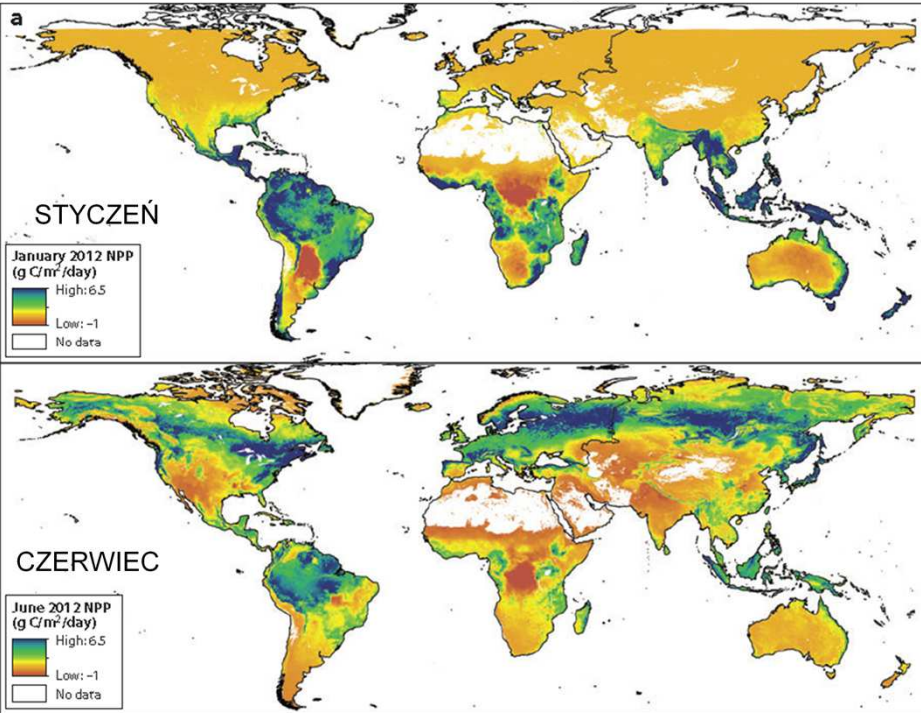 a
STYCZEŃ
January 2012 NPP
(g C/m²/day)
High: 6.5
Low: –1
No data
CZERWIEC
June 2012 NPP
(g C/m²/day)
High: 6.5
Low: –1
No data